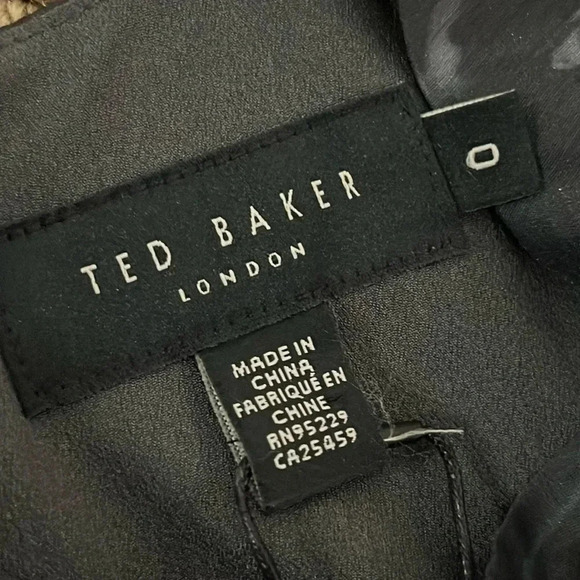 TED BAKER
LONDON
0
MADE IN
CHINA
FABRIQUÉ EN
CHINE
RN95229
CA25459